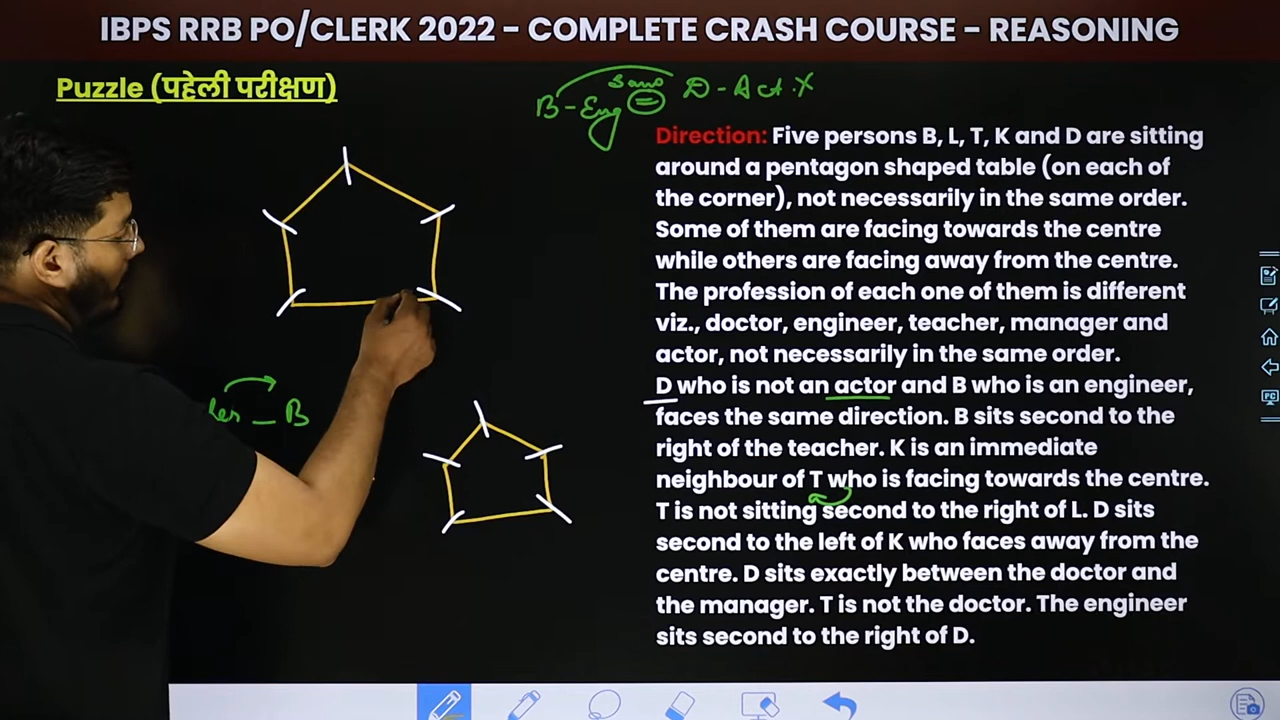 IBPS RRB PO/CLERK 2022 - COMPLETE CRASH COURSE - REASONING
Puzzle (पहेली परीक्षण)
B-Eng same D-Act. X
Direction: Five persons B, L, T, K and D are sitting
around a pentagon shaped table (on each of
the corner), not necessarily in the same order.
Some of them are facing towards the centre
while others are facing away from the centre.
The profession of each one of them is different
viz., doctor, engineer, teacher, manager and
actor, not necessarily in the same order.
D who is not an actor and B who is an engineer,
faces the same direction. B sits second to the
right of the teacher. K is an immediate
neighbour of T who is facing towards the centre.
T is not sitting second to the right of L. D sits
second to the left of K who faces away from the
centre. D sits exactly between the doctor and
the manager. T is not the doctor. The engineer
sits second to the right of D.
– B
PC